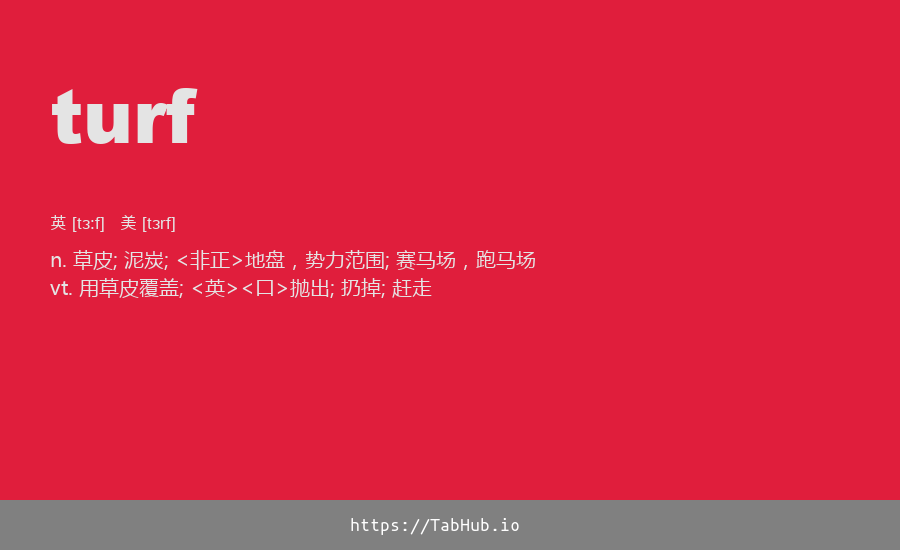 turf
英 [tɜːf] 美 [tɜrf]
n. 草皮; 泥炭; <非正>地盘，势力范围; 赛马场，跑马场
vt. 用草皮覆盖; <英><口>抛出; 扔掉; 赶走
https://TabHub.io